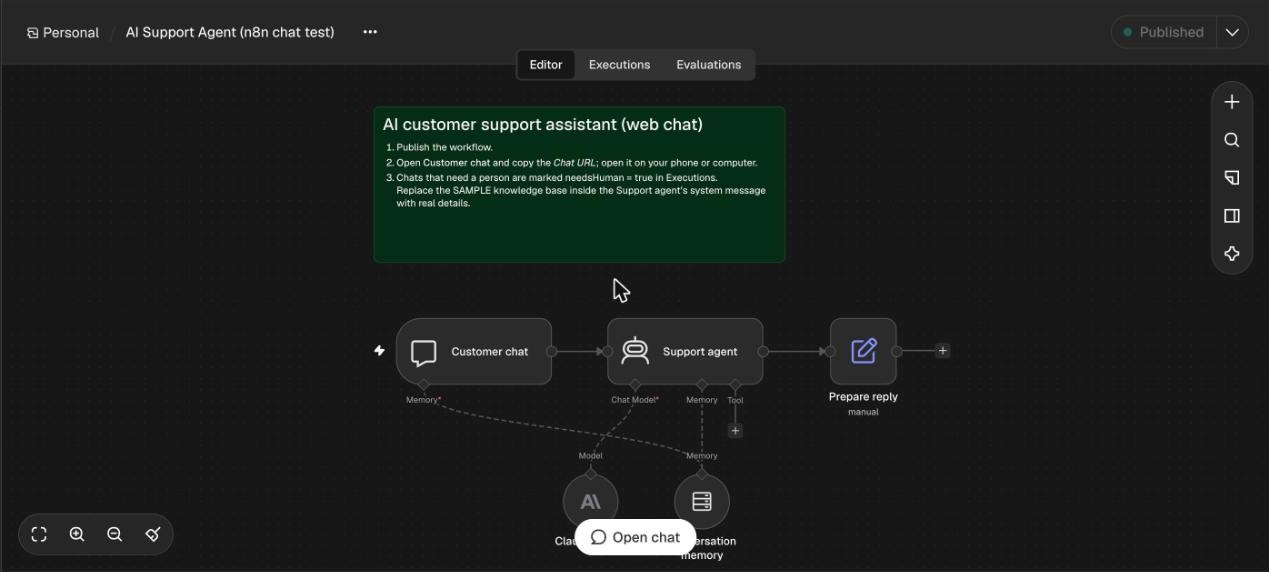 Personal / AI Support Agent (n8n chat test) ...
Published
Editor Executions Evaluations
AI customer support assistant (web chat)
1. Publish the workflow.
2. Open Customer chat and copy the Chat URL; open it on your phone or computer.
3. Chats that need a person are marked needsHuman = true in Executions.
Replace the SAMPLE knowledge base inside the Support agent's system message
with real details.
Customer chat
Support agent
Memory*
Chat Model*
Memory
Tool
Prepare reply
manual
Model
Memory
Open chat
memory